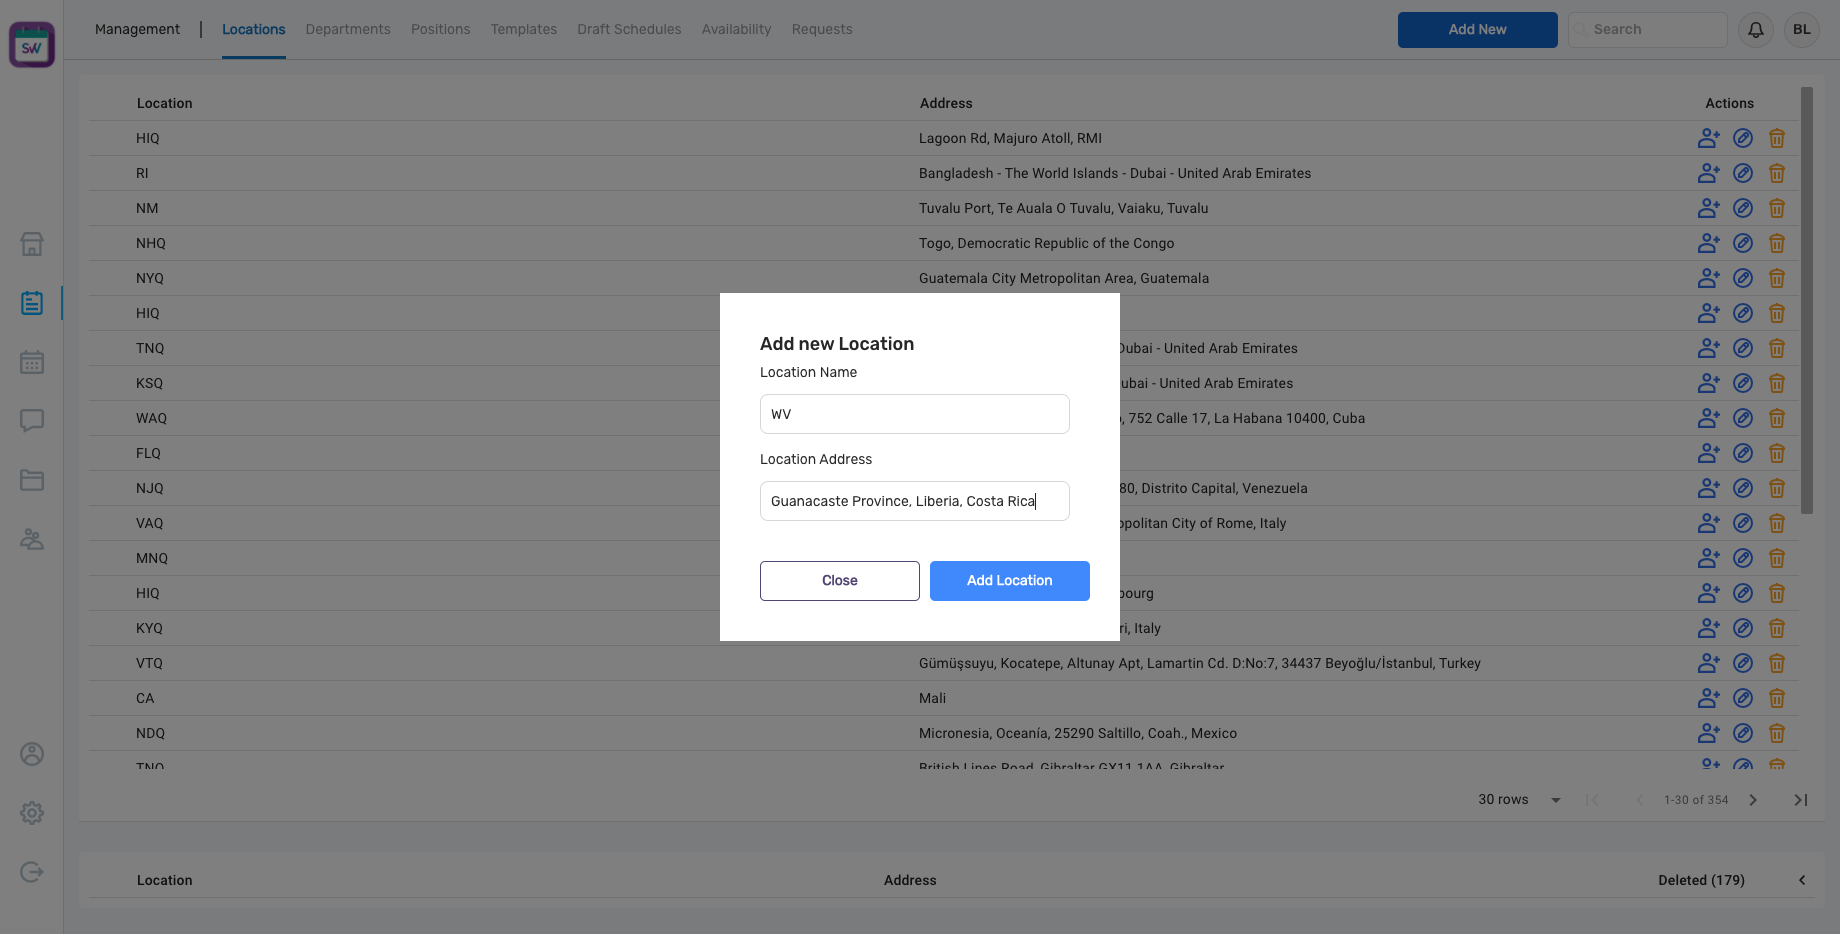 SW
Management | Locations Departments Positions Templates Draft Schedules Availability Requests Add New Search BL
Location Address Actions
HIQ Lagoon Rd, Majuro Atoll, RMI
RI Bangladesh - The World Islands - Dubai - United Arab Emirates
NM Tuvalu Port, Te Auala O Tuvalu, Vaiaku, Tuvalu
NHQ Togo, Democratic Republic of the Congo
NYQ Guatemala City Metropolitan Area, Guatemala
HIQ
TNQ Dubai - United Arab Emirates
KSQ ubai - United Arab Emirates
WAQ , 752 Calle 17, La Habana 10400, Cuba
FLQ
NJQ 80, Distrito Capital, Venezuela
VAQ opolitan City of Rome, Italy
MNQ
HIQ bourg
KYQ ri, Italy
VTQ Gümüşsuyu, Kocatepe, Altunay Apt, Lamartin Cd. D:No:7, 34437 Beyoğlu/İstanbul, Turkey
CA Mali
NDQ Micronesia, Oceanía, 25290 Saltillo, Coah., Mexico
TNQ British Lines Road, Gibraltar GX11 1AA, Gibraltar
30 rows 1-30 of 354
Location Address Deleted (179)
Add new Location
Location Name
WV
Location Address
Guanacaste Province, Liberia, Costa Rica
Close Add Location